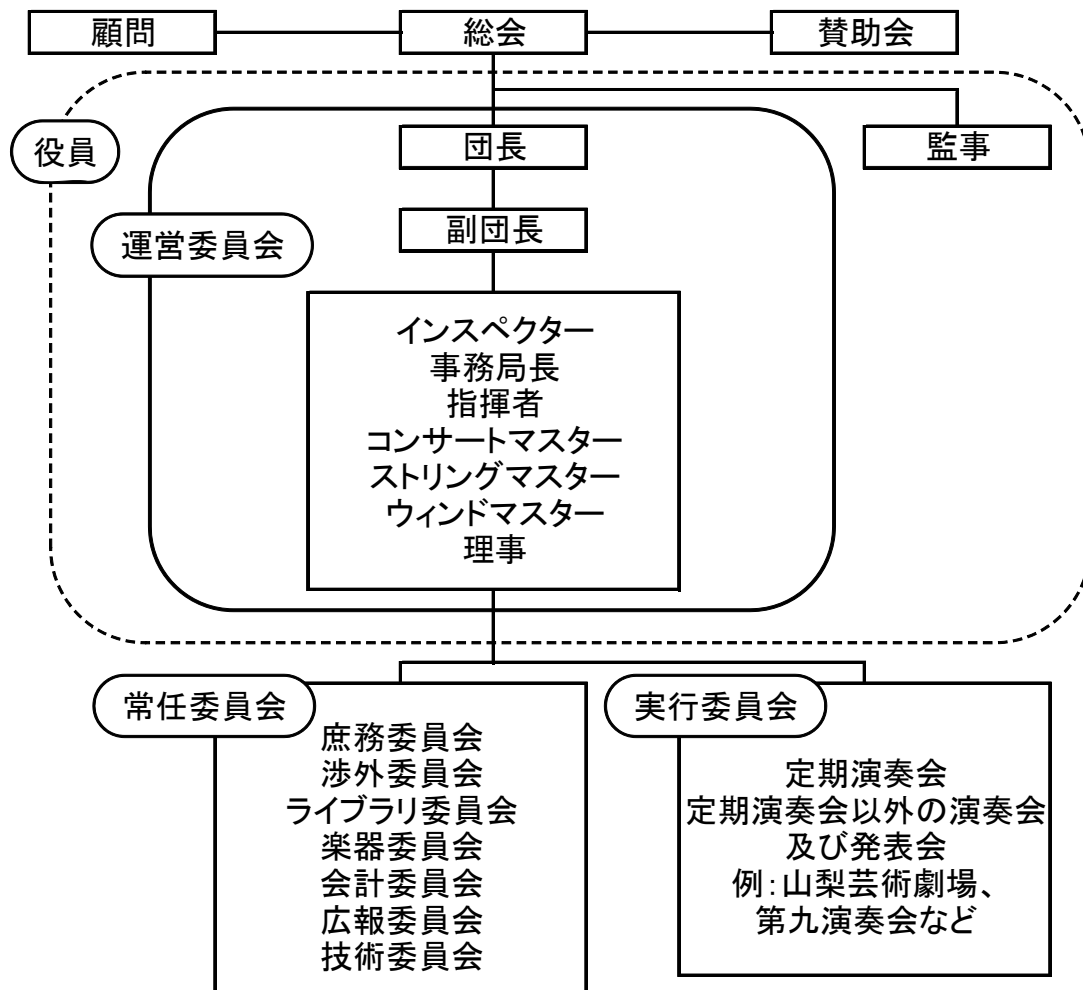 顧問
総会
賛助会
役員
団長
監事
運営委員会
副団長
インスペクター
事務局長
指揮者
コンサートマスター
ストリングマスター
ウィンドマスター
理事
常任委員会
庶務委員会
渉外委員会
ライブラリ委員会
楽器委員会
会計委員会
広報委員会
技術委員会
実行委員会
定期演奏会
定期演奏会以外の演奏会
及び発表会
例：山梨芸術劇場、
第九演奏会など